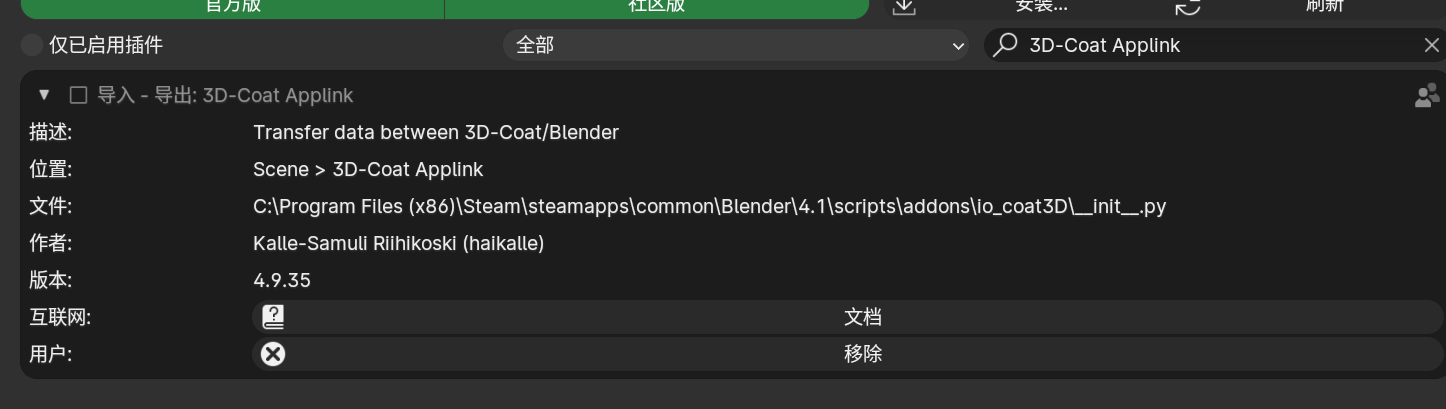 官方版 社区版 安装... 刷新
仅已启用插件 全部 3D-Coat Applink
导入 - 导出: 3D-Coat Applink
描述: Transfer data between 3D-Coat/Blender
位置: Scene > 3D-Coat Applink
文件: C:\Program Files (x86)\Steam\steamapps\common\Blender\4.1\scripts\addons\io_coat3D\__init__.py
作者: Kalle-Samuli Riihikoski (haikalle)
版本: 4.9.35
互联网: 文档
用户: 移除